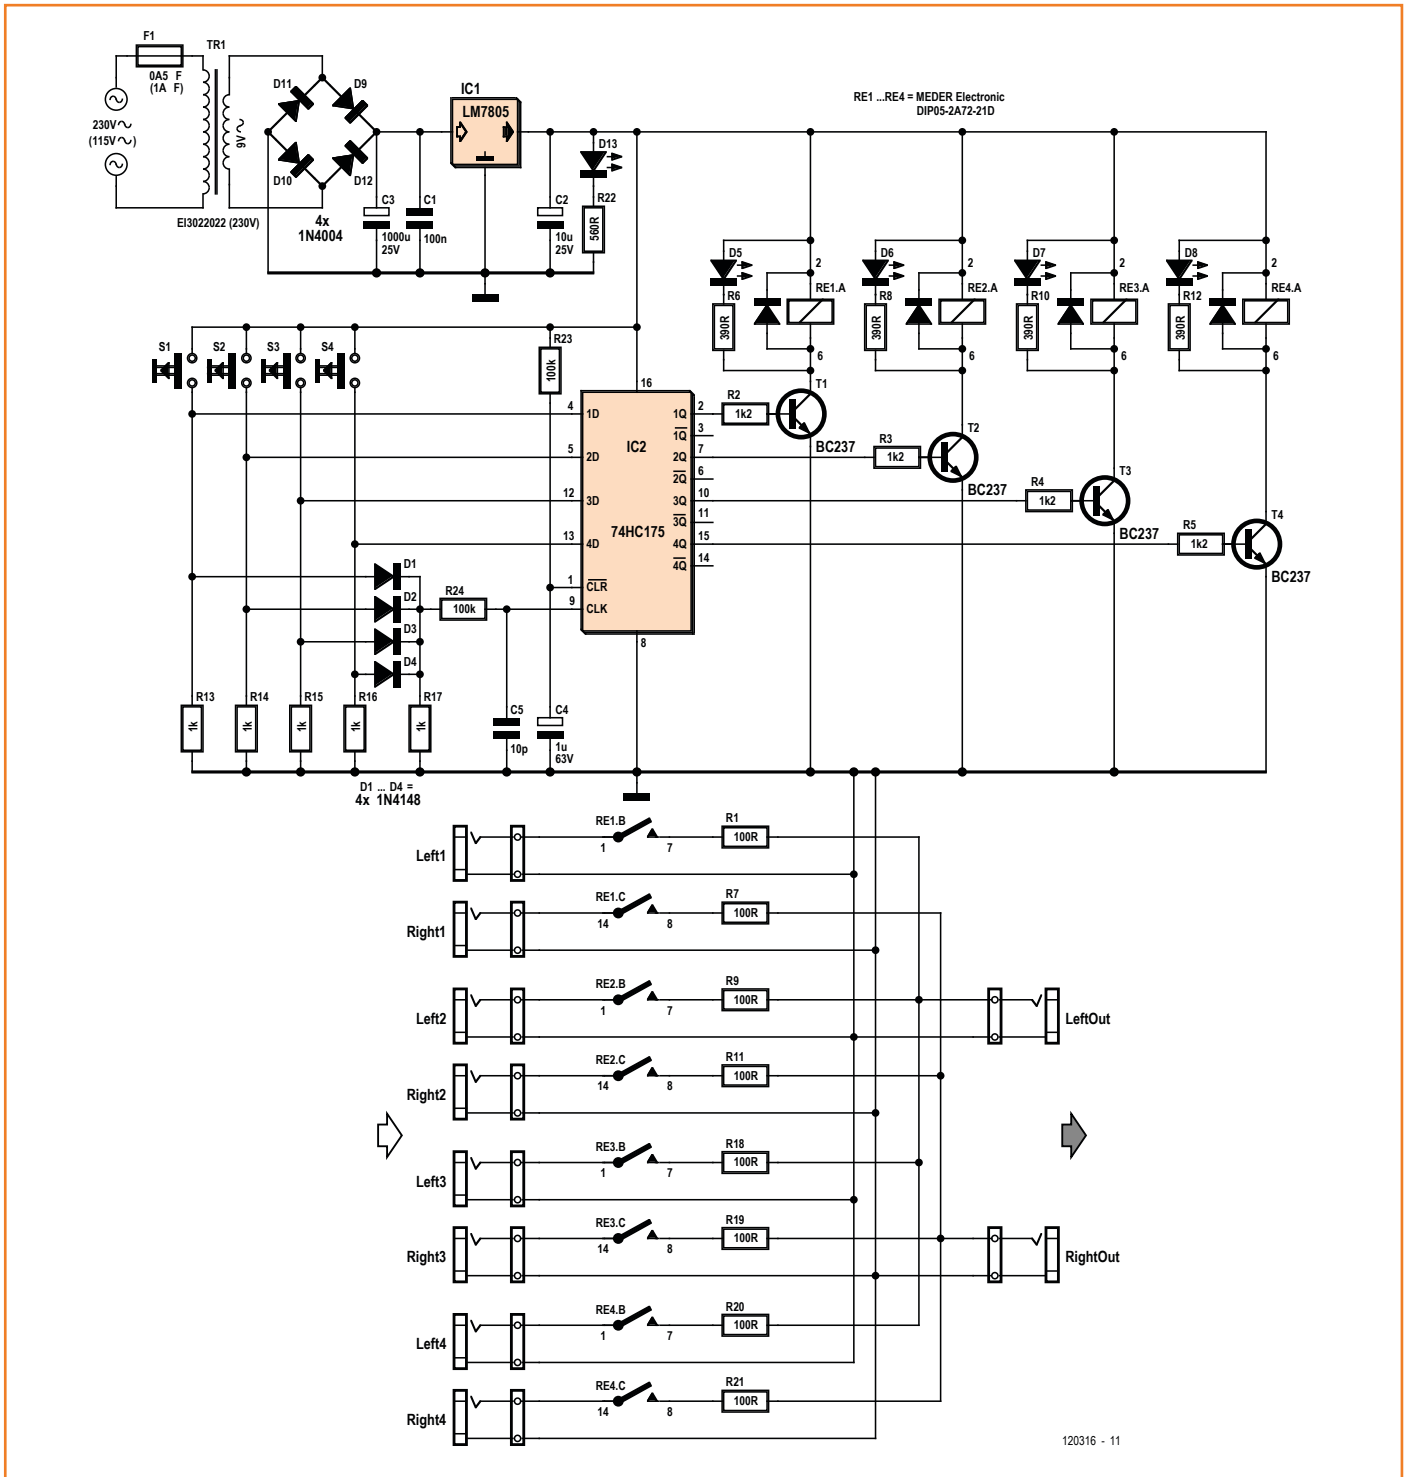 F1
TR1
0A5 F
(1A F)
230V
(115V )
9V
EI3022022 (230V)
D11
D9
D10
D12
4x
1N4004
C3
1000u
25V
C1
100n
IC1
LM7805
C2
10u
25V
D13
R22
560R
RE1 ...RE4 = MEDER Electronic
DIP05-2A72-21D
D5
R6
390R
2
RE1.A
6
D6
R8
390R
2
RE2.A
6
D7
R10
390R
2
RE3.A
6
D8
R12
390R
2
RE4.A
6
S1
S2
S3
S4
R23
100k
16
4
1D
1Q
2
1Q
3
5
2D
IC2
2Q
7
2Q
6
12
3D
3Q
10
3Q
11
74HC175
13
4D
4Q
15
4Q
14
1
CLR
9
CLK
8
R2
1k2
T1
BC237
R3
1k2
T2
BC237
R4
1k2
T3
BC237
R5
1k2
T4
BC237
D1
D2
D3
D4
R24
100k
R13
1k
R14
1k
R15
1k
R16
1k
R17
1k
C5
10p
C4
1u
63V
D1 ... D4 =
4x 1N4148
Left1
RE1.B
1
7
R1
100R
Right1
RE1.C
14
8
R7
100R
Left2
RE2.B
1
7
R9
100R
LeftOut
Right2
RE2.C
14
8
R11
100R
Left3
RE3.B
1
7
R18
100R
Right3
RE3.C
14
8
R19
100R
RightOut
Left4
RE4.B
1
7
R20
100R
Right4
RE4.C
14
8
R21
100R
120316 - 11